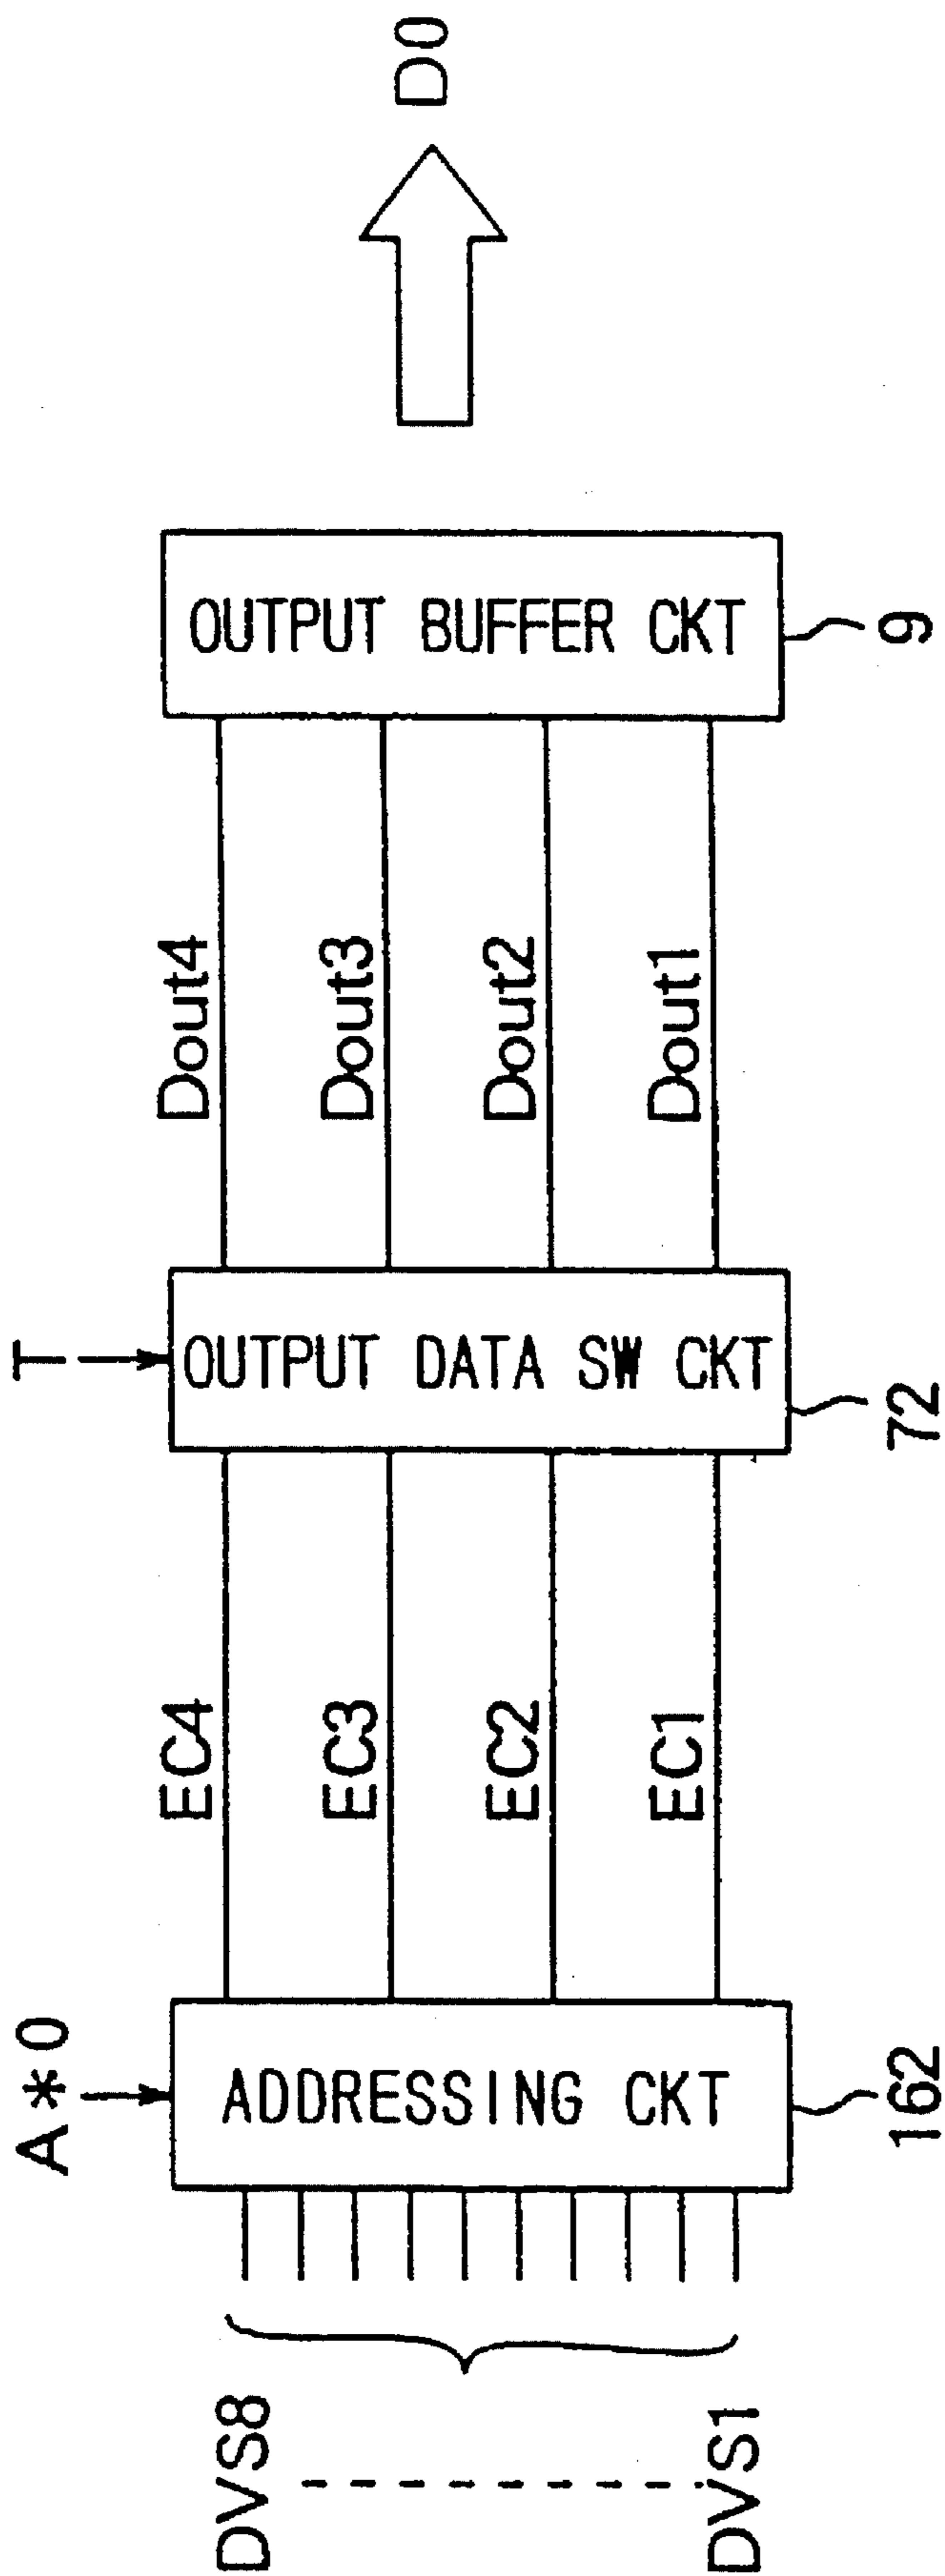 A*0
T
DVS8
DVS1
ADDRESSING CKT
162
EC4
EC3
EC2
EC1
OUTPUT DATA SW CKT
72
Dout4
Dout3
Dout2
Dout1
OUTPUT BUFFER CKT
9
D0